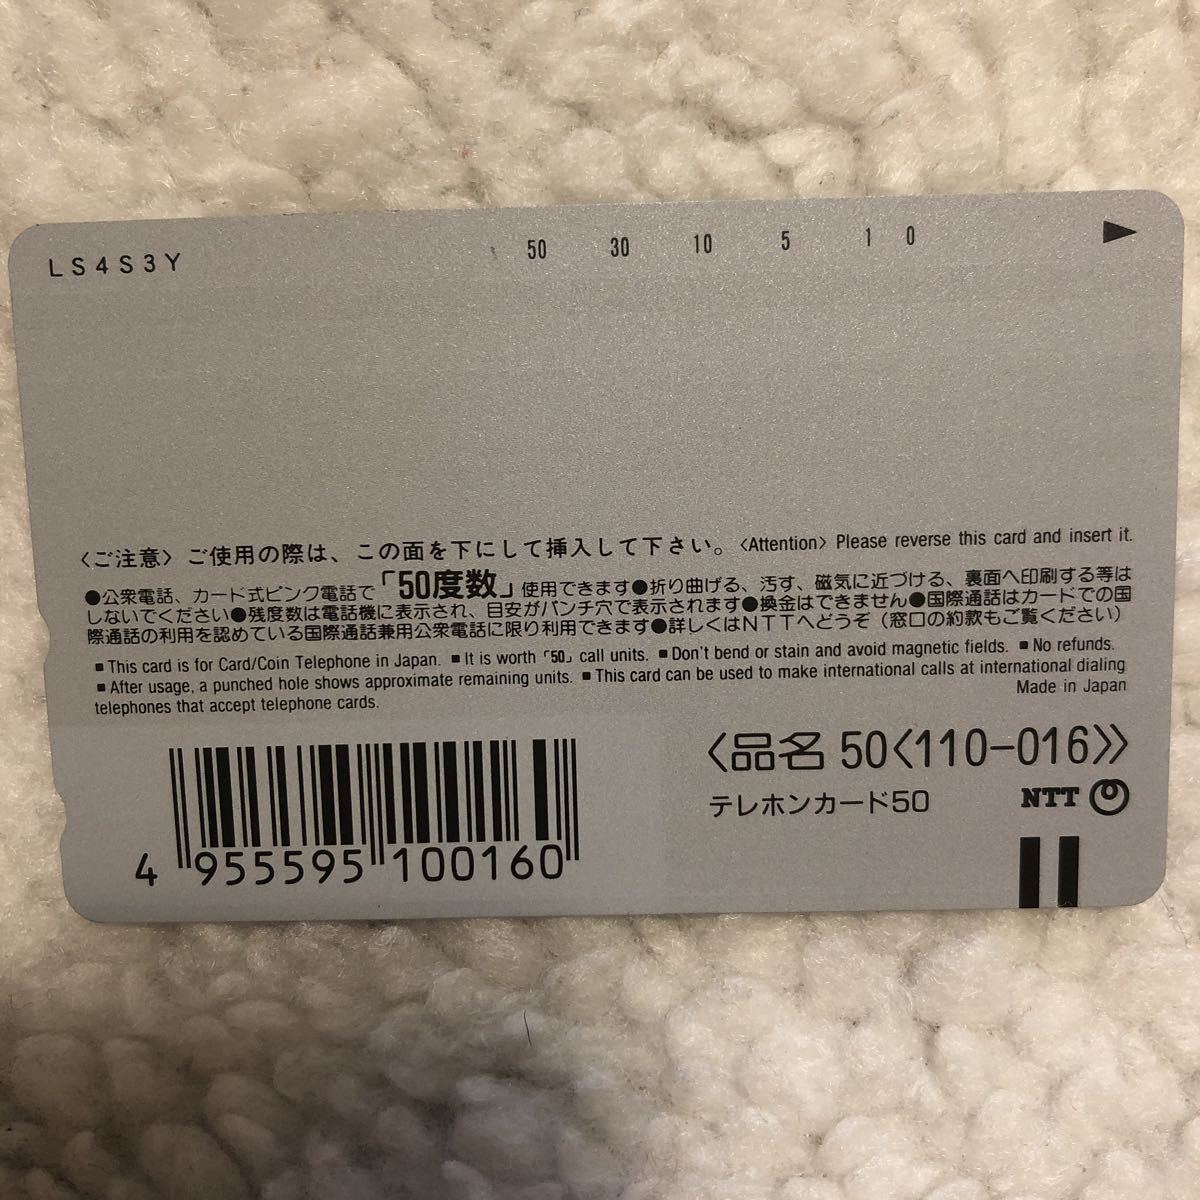 LS4S3Y
50 30 10 5 1 0
〈ご注意〉ご使用の際は、この面を下にして挿入して下さい。〈Attention〉Please reverse this card and insert it.
●公衆電話、カード式ピンク電話で「50度数」使用できます●折り曲げる、汚す、磁気に近づける、裏面へ印刷する等は
しないでください●残度数は電話機に表示され、目安がパンチ穴で表示されます●換金はできません●国際通話はカードでの国
際通話の利用を認めている国際通話兼用公衆電話に限り利用できます●詳しくはNTTへどうぞ(窓口の約款もご覧ください)
■This card is for Card/Coin Telephone in Japan. ■It is worth「50」call units. ■Don't bend or stain and avoid magnetic fields. ■No refunds.
■After usage, a punched hole shows approximate remaining units. ■This card can be used to make international calls at international dialing
telephones that accept telephone cards.
Made in Japan
〈品名 50〈110-016〉〉
テレホンカード50
NTT
4 955595 100160